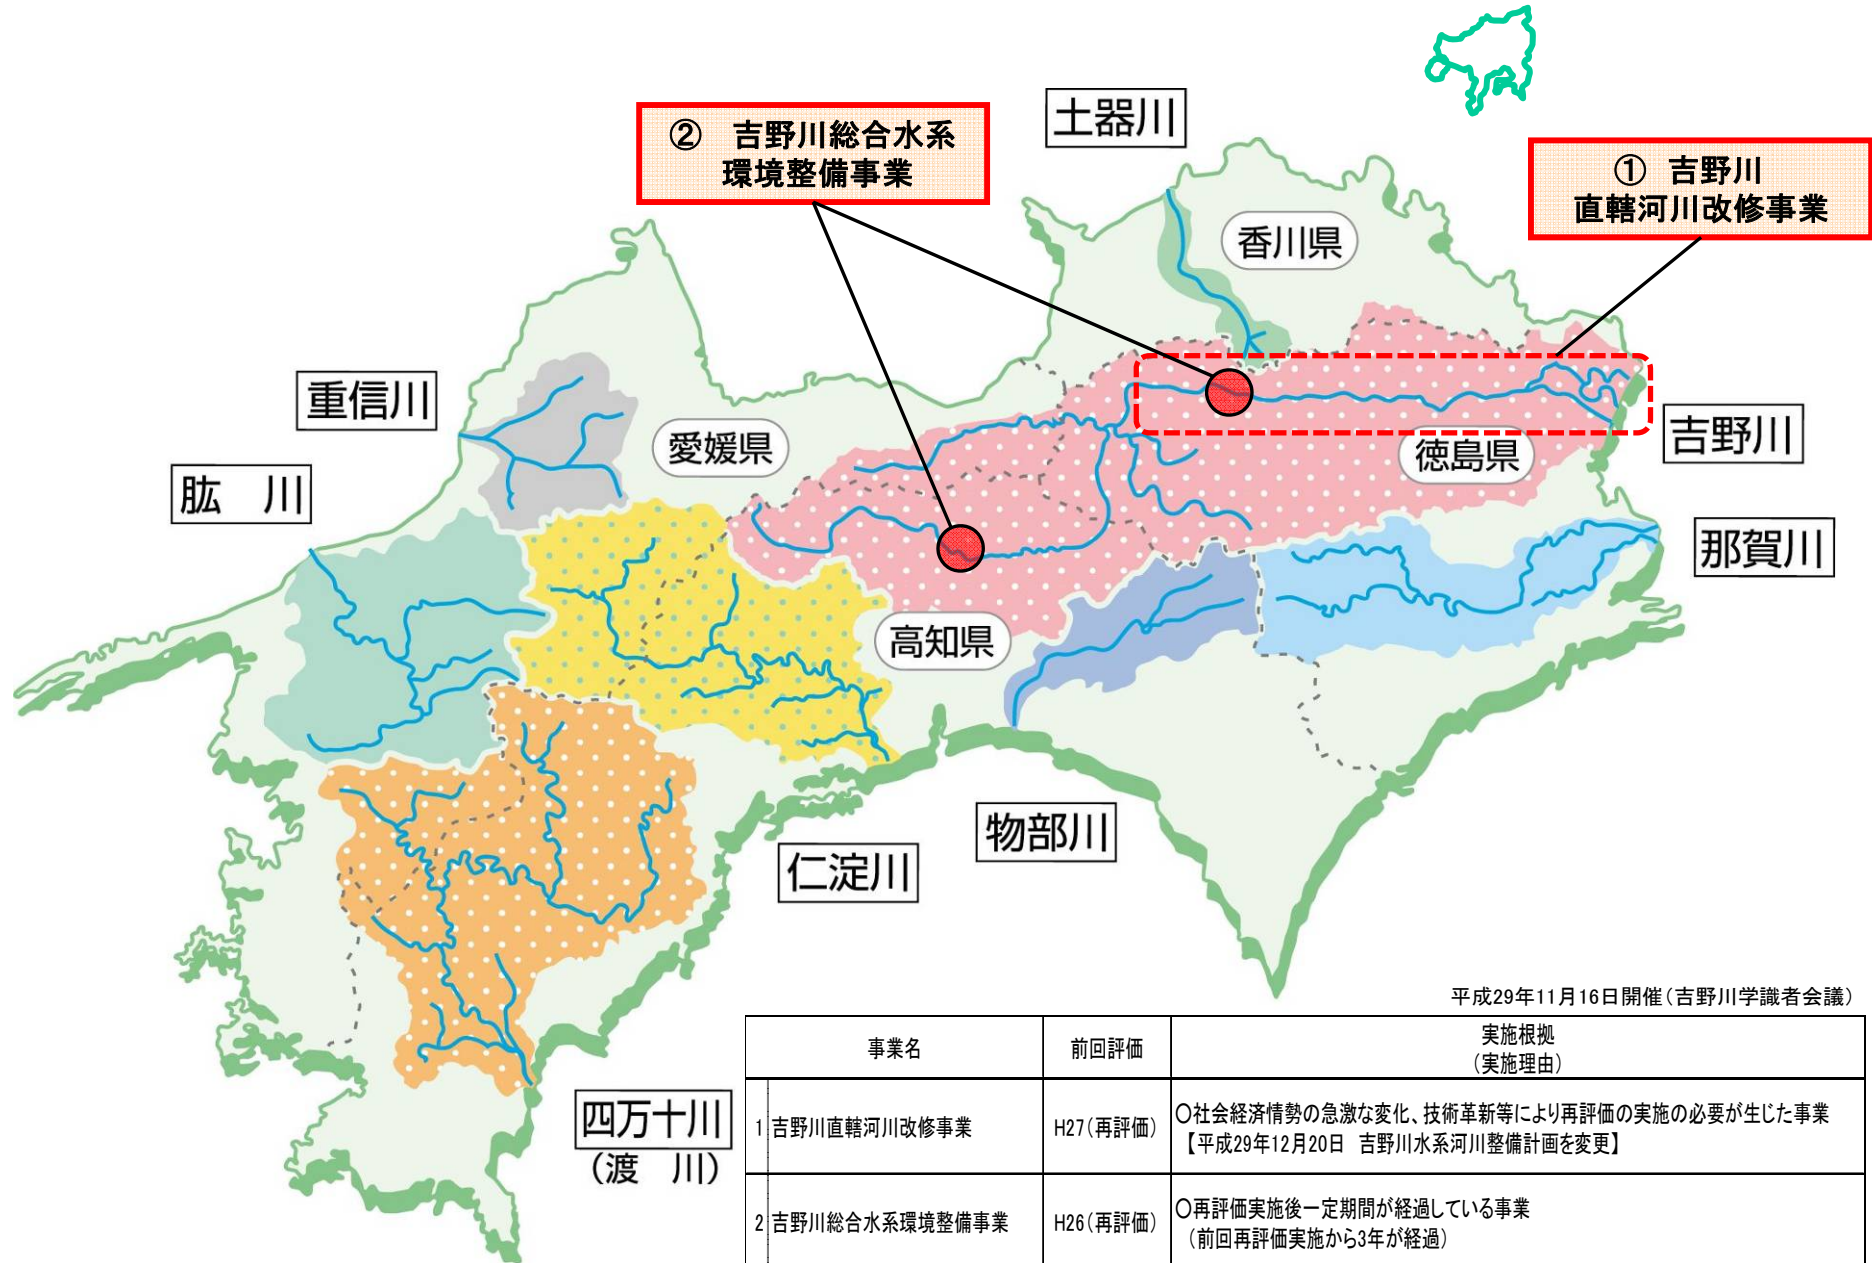 土器川
② 吉野川総合水系
環境整備事業
① 吉野川
直轄河川改修事業
香川県
重信川
愛媛県
吉野川
徳島県
肱 川
那賀川
高知県
物部川
仁淀川
四万十川
(渡 川)
平成29年11月16日開催(吉野川学識者会議)
事業名 前回評価 実施根拠
(実施理由)
1 吉野川直轄河川改修事業 H27(再評価) 〇社会経済情勢の急激な変化、技術革新等により再評価の実施の必要が生じた事業
【平成29年12月20日 吉野川水系河川整備計画を変更】
2 吉野川総合水系環境整備事業 H26(再評価) 〇再評価実施後一定期間が経過している事業
(前回再評価実施から3年が経過)